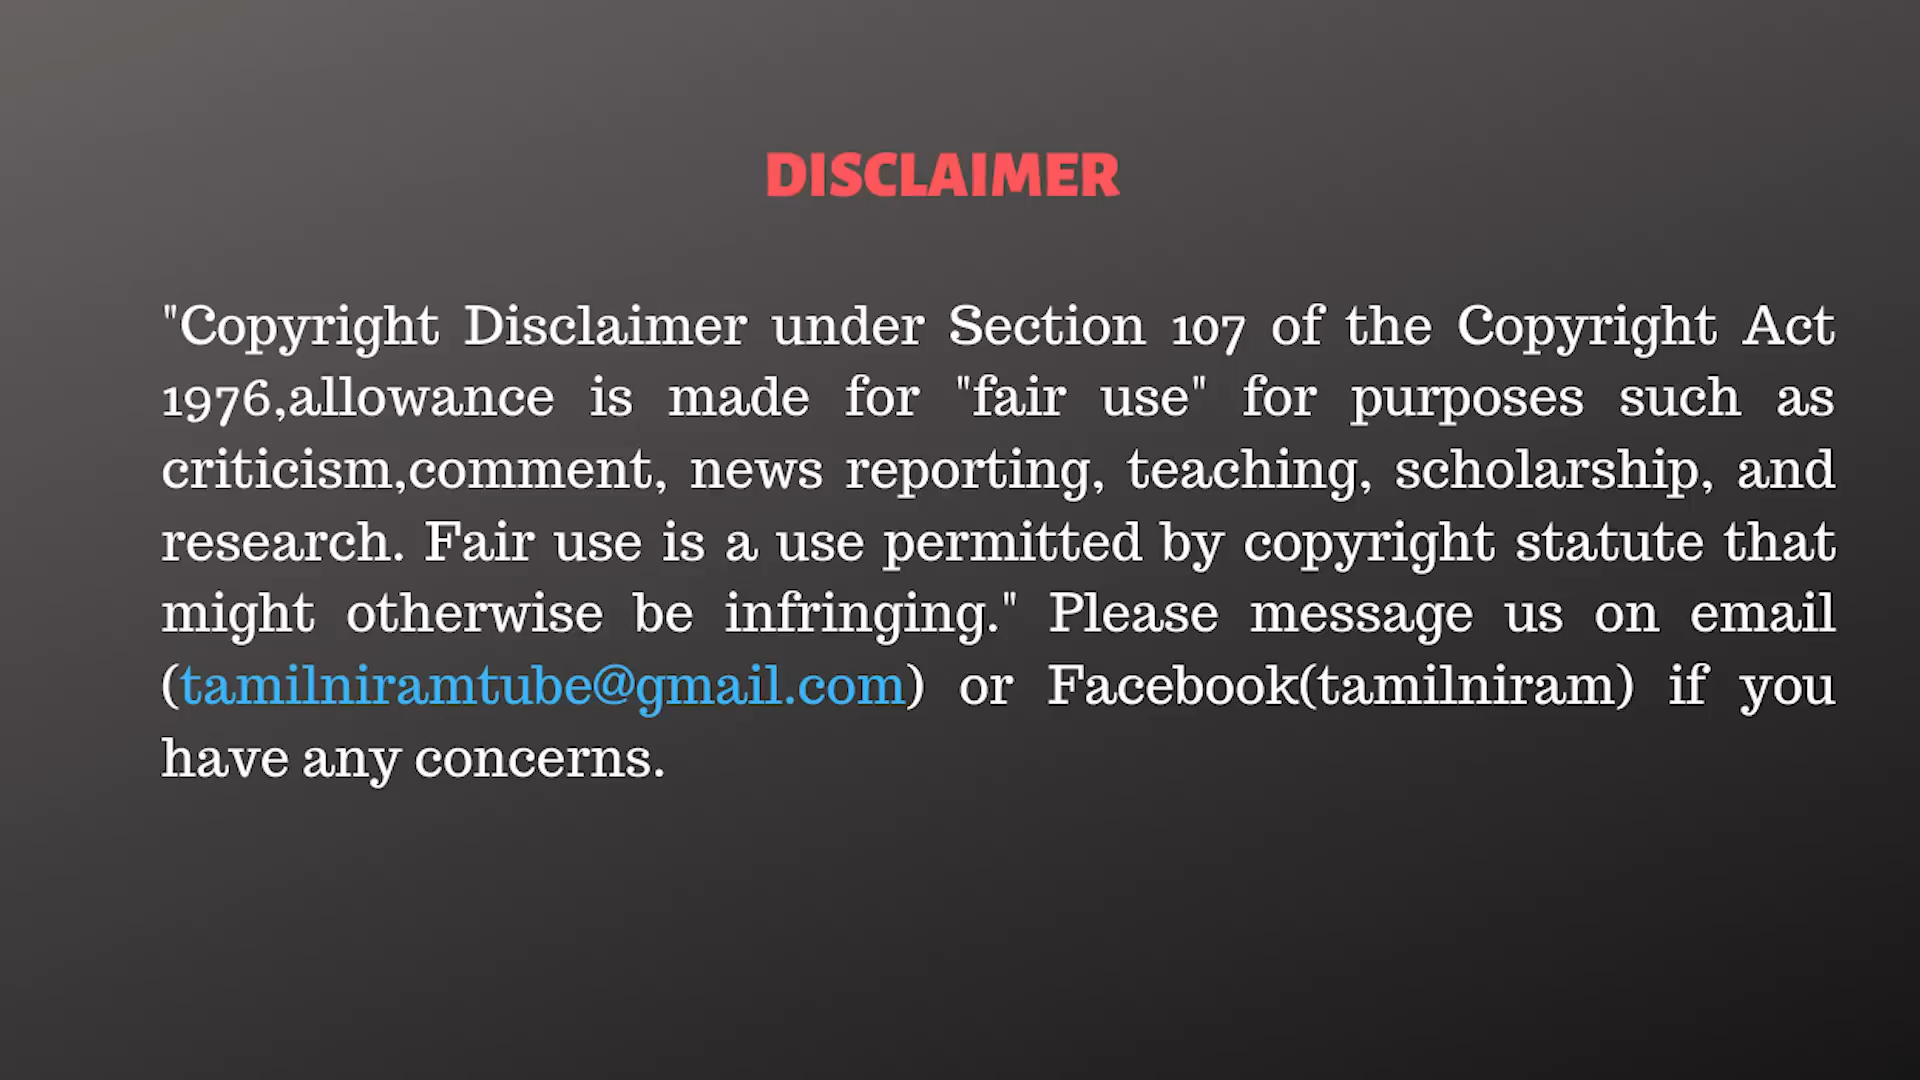 DISCLAIMER
"Copyright Disclaimer under Section 107 of the Copyright Act
1976,allowance is made for "fair use" for purposes such as
criticism,comment, news reporting, teaching, scholarship, and
research. Fair use is a use permitted by copyright statute that
might otherwise be infringing." Please message us on email
(tamilniramtube@gmail.com) or Facebook(tamilniram) if you
have any concerns.